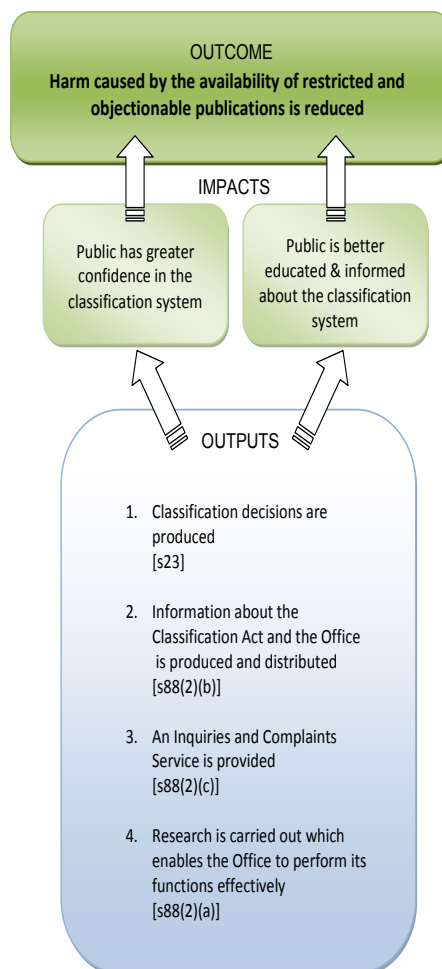 OUTCOME
Harm caused by the availability of restricted and
objectionable publications is reduced
IMPACTS
Public has greater
confidence in the
classification system
Public is better
educated & informed
about the classification
system
OUTPUTS
1. Classification decisions are
produced
[s23]
2. Information about the
Classification Act and the Office
is produced and distributed
[s88(2)(b)]
3. An Inquiries and Complaints
Service is provided
[s88(2)(c)]
4. Research is carried out which
enables the Office to perform its
functions effectively
[s88(2)(a)]